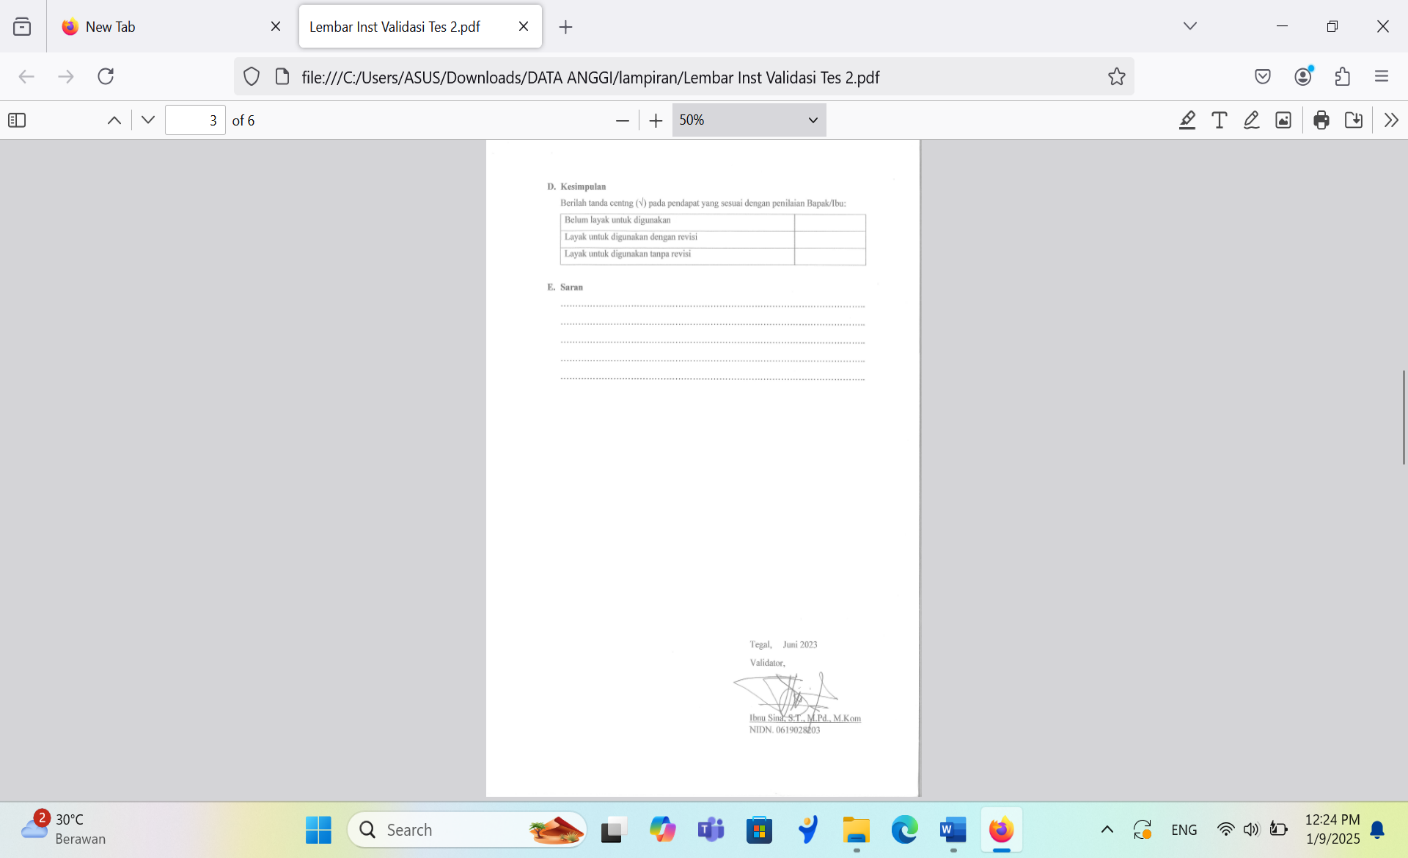 New Tab
Lembar Inst Validasi Tes 2.pdf
file:///C:/Users/ASUS/Downloads/DATA ANGGI/lampiran/Lembar Inst Validasi Tes 2.pdf
3 of 6
50%
D. Kesimpulan
Berilah tanda centng (√) pada pendapat yang sesuai dengan penilaian Bapak/Ibu:
Belum layak untuk digunakan
Layak untuk digunakan dengan revisi
Layak untuk digunakan tanpa revisi
E. Saran
Tegal, Juni 2023
Validator,
Ibnu Sina, S.T., M.Pd., M.Kom
NIDN. 0619028203
2
30°C
Berawan
Search
ENG
12:24 PM
1/9/2025